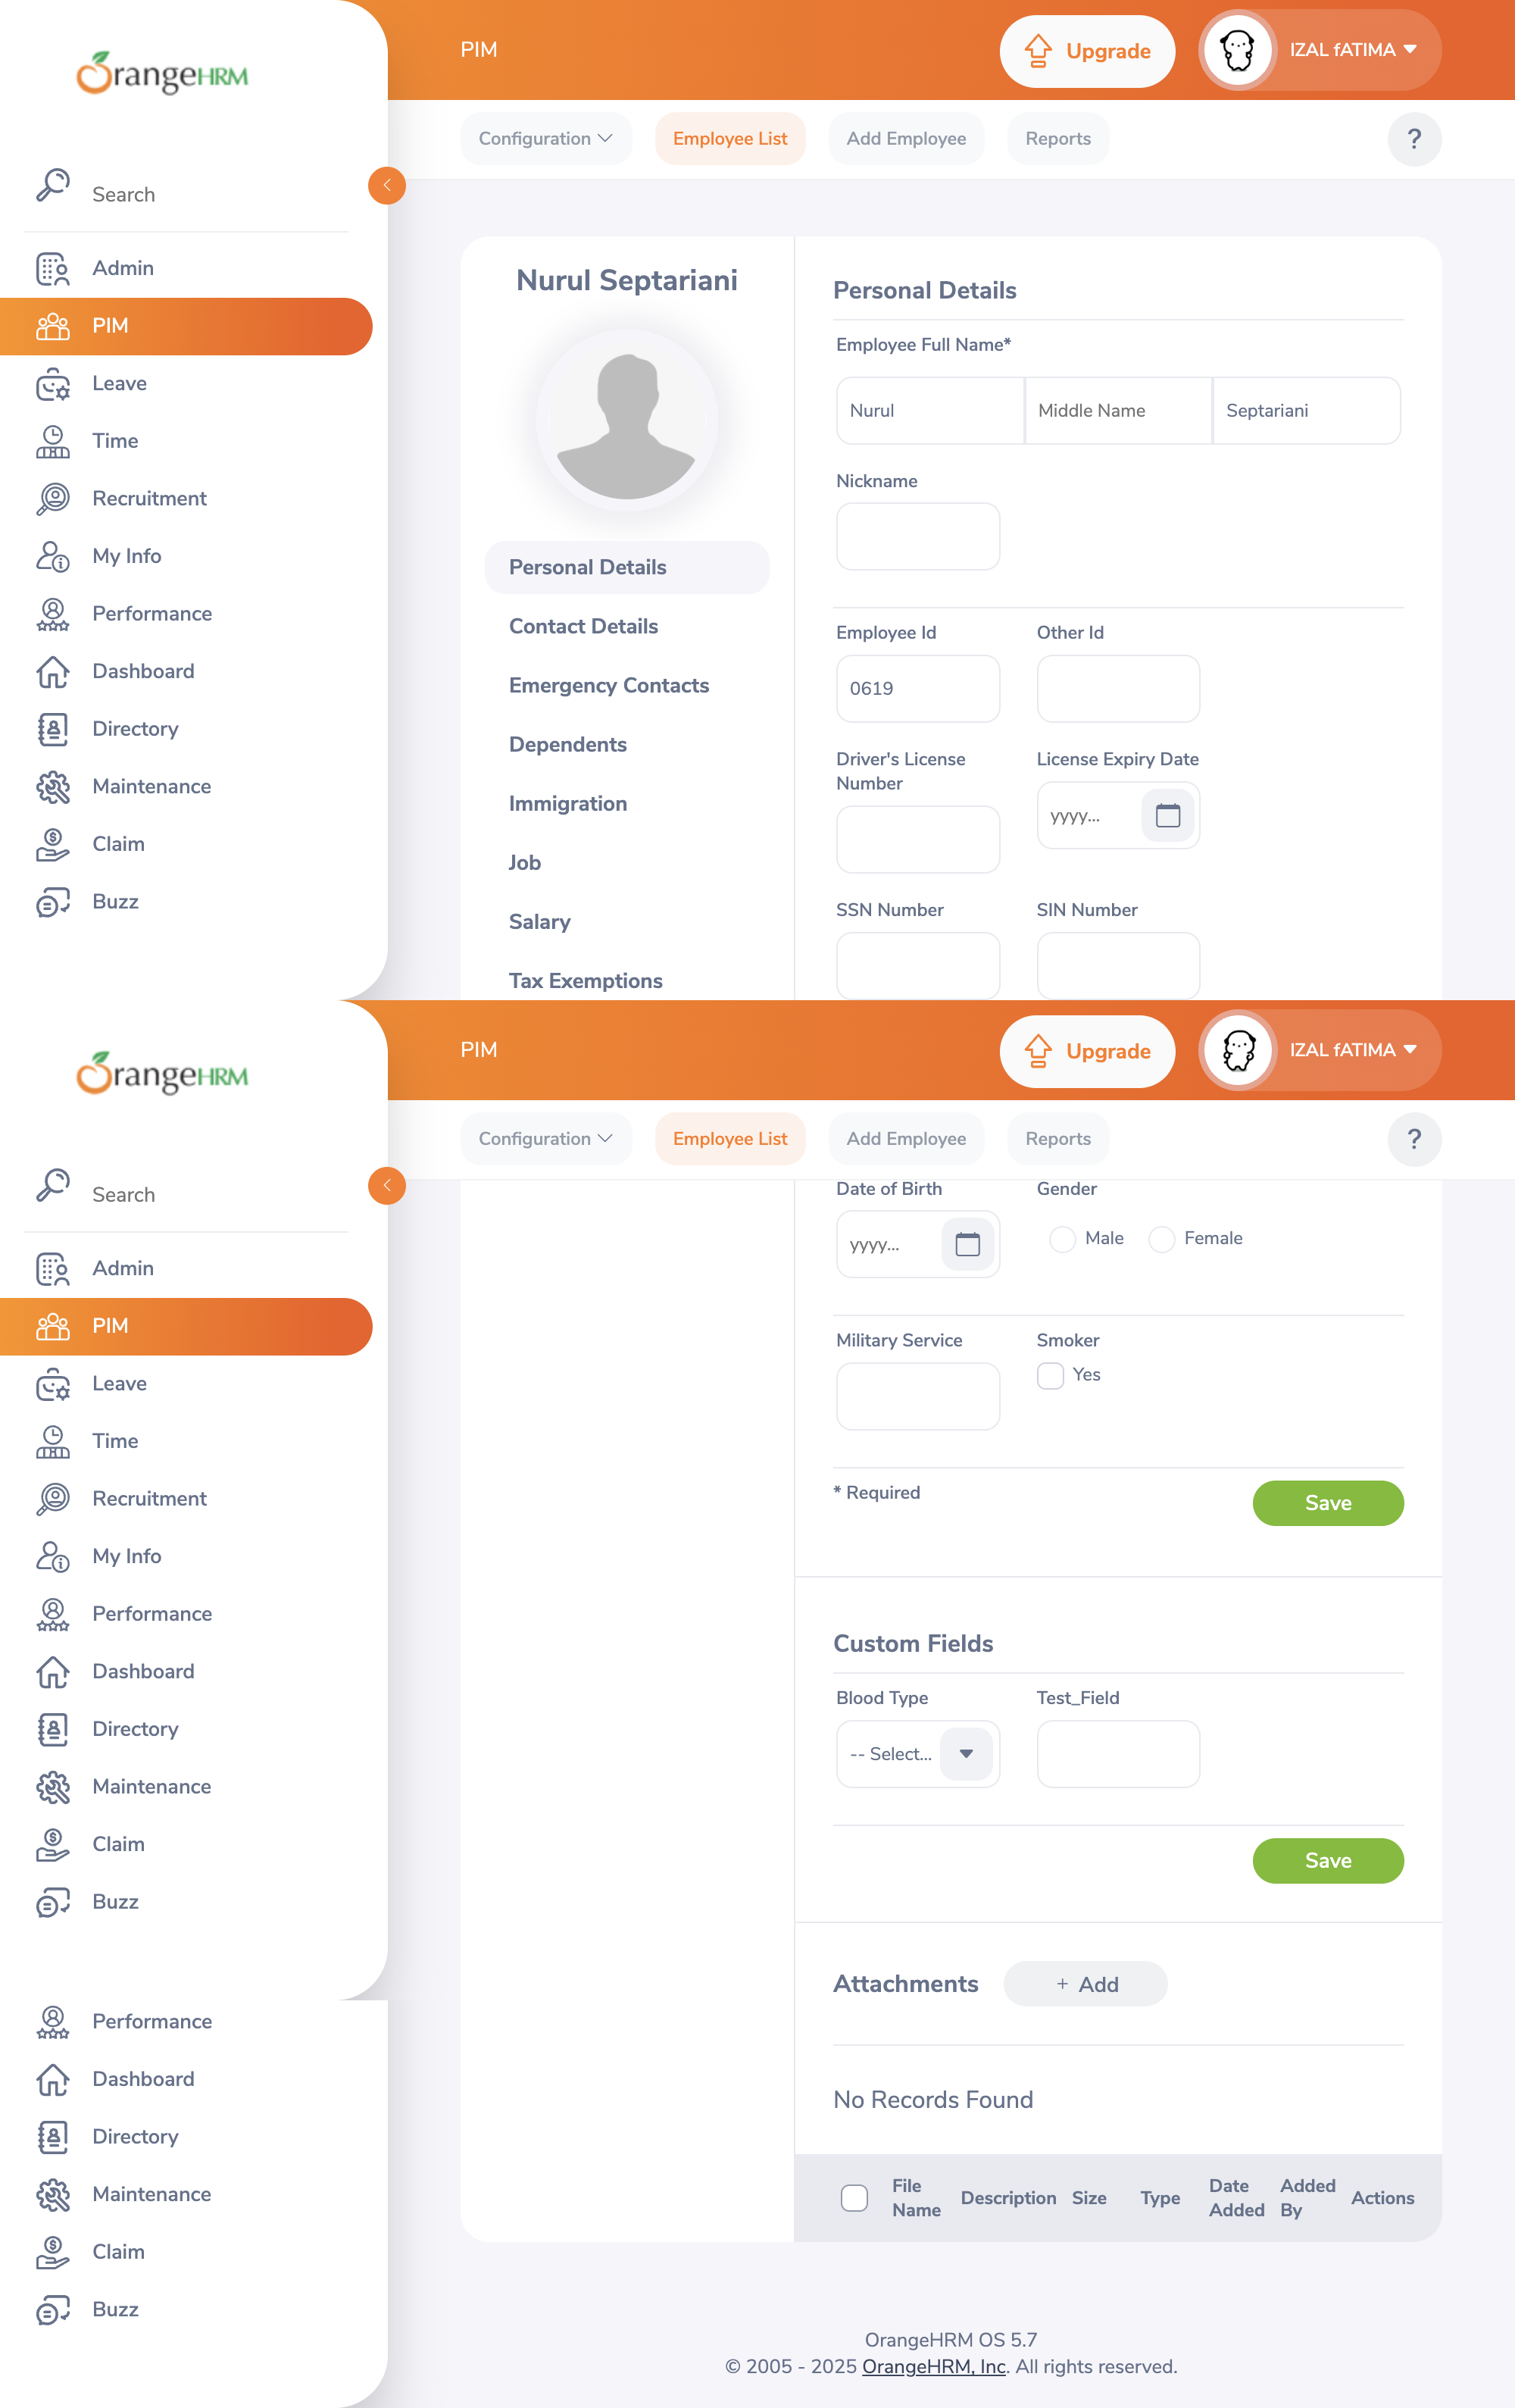 OrangeHRM
PIM
Upgrade
IZAL fATIMA
Configuration
Employee List
Add Employee
Reports
?
Search
Admin
PIM
Leave
Time
Recruitment
My Info
Performance
Dashboard
Directory
Maintenance
Claim
Buzz
Nurul Septariani
Personal Details
Contact Details
Emergency Contacts
Dependents
Immigration
Job
Salary
Tax Exemptions
Personal Details
Employee Full Name*
Nurul
Middle Name
Septariani
Nickname
Employee Id
Other Id
0619
Driver's License
Number
License Expiry Date
yyyy...
SSN Number
SIN Number
OrangeHRM
PIM
Upgrade
IZAL fATIMA
Configuration
Employee List
Add Employee
Reports
?
Search
Admin
PIM
Leave
Time
Recruitment
My Info
Performance
Dashboard
Directory
Maintenance
Claim
Buzz
Date of Birth
Gender
yyyy...
Male
Female
Military Service
Smoker
Yes
* Required
Save
Custom Fields
Blood Type
Test_Field
-- Select...
Save
Attachments
+ Add
Performance
Dashboard
Directory
Maintenance
Claim
Buzz
No Records Found
File
Name
Description
Size
Type
Date
Added
Added
By
Actions
OrangeHRM OS 5.7
© 2005 - 2025 OrangeHRM, Inc. All rights reserved.